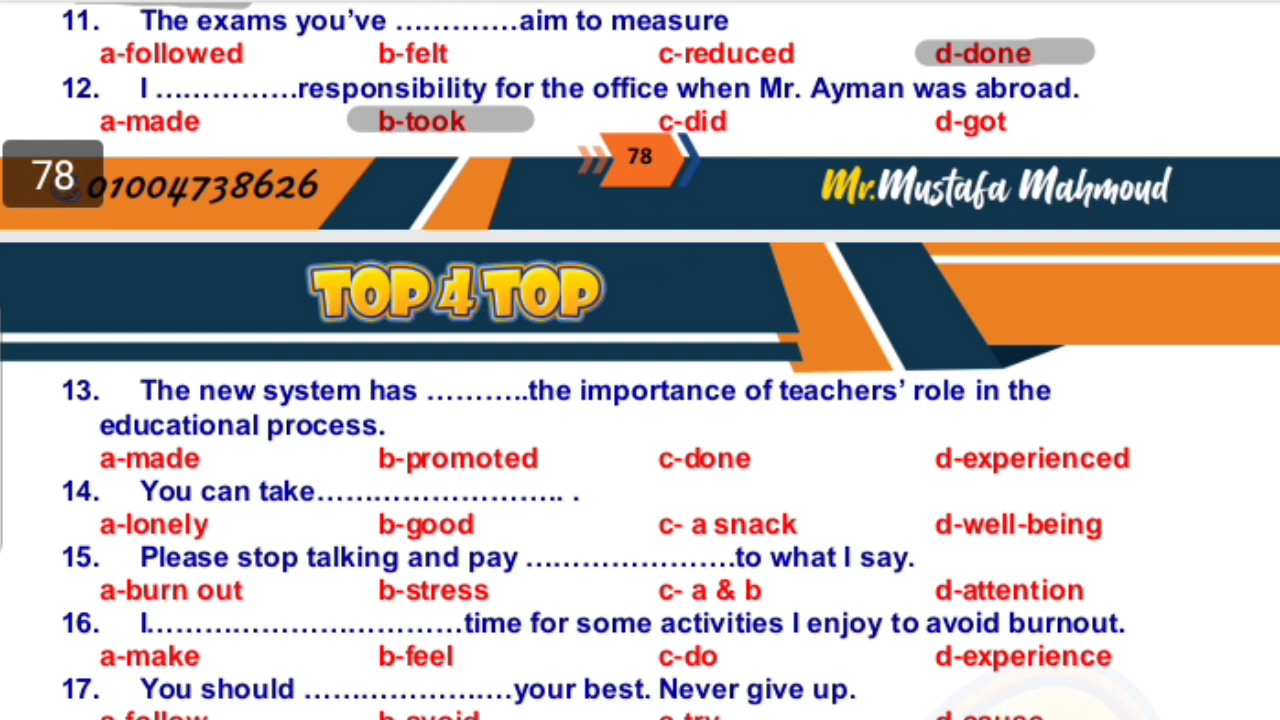 11. The exams you’ve ………….aim to measure
a-followed b-felt c-reduced d-done
12. I ……………responsibility for the office when Mr. Ayman was abroad.
a-made b-took c-did d-got
78
78
01004738626
Mr.Mustafa Mahmoud
TOP 4 TOP
13. The new system has ………..the importance of teachers’ role in the
educational process.
a-made b-promoted c-done d-experienced
14. You can take…………………….. .
a-lonely b-good c- a snack d-well-being
15. Please stop talking and pay ………………….to what I say.
a-burn out b-stress c- a & b d-attention
16. I…………………………….time for some activities I enjoy to avoid burnout.
a-make b-feel c-do d-experience
17. You should ………………….your best. Never give up.
a-follow b-avoid c-try d-cause